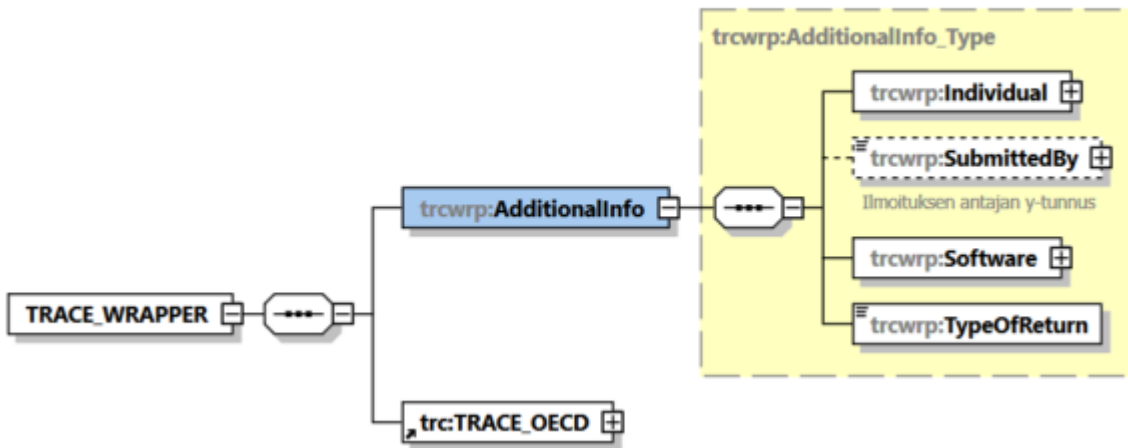 trcwrp:AdditionalInfo_Type
trcwrp:Individual
trcwrp:SubmittedBy
Ilmoituksen antajan y-tunnus
trcwrp:AdditionalInfo
trcwrp:Software
TRACE_WRAPPER
trcwrp:TypeOfReturn
trc:TRACE_OECD